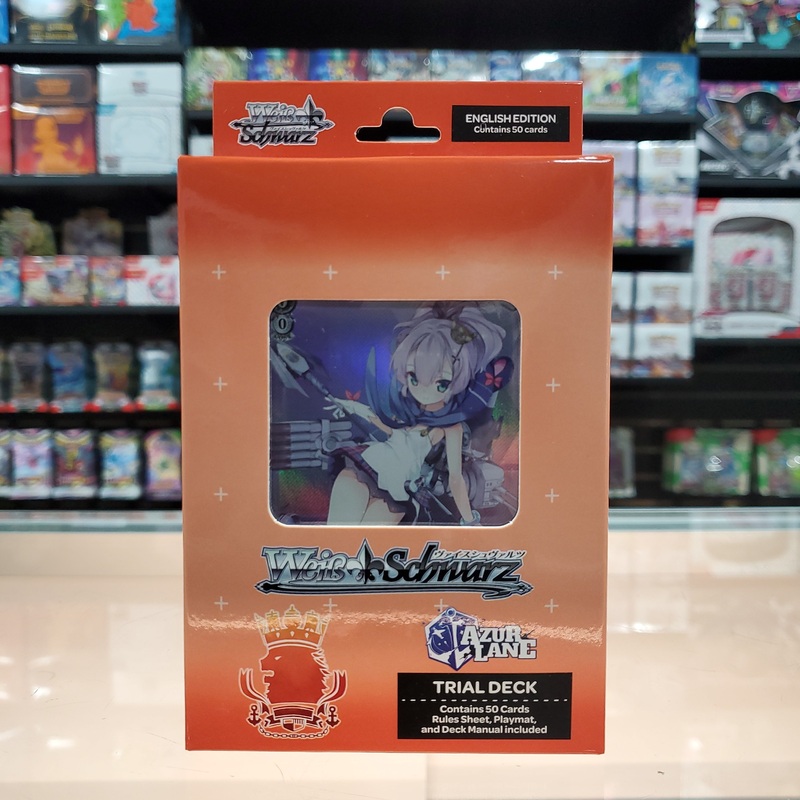 Weiß Schwarz
ENGLISH EDITION
Contains 50 cards
0
ヴァイスシュヴァルツ
Weiß Schwarz
AZUR
LANE
TRIAL DECK
Contains 50 Cards
Rules Sheet, Playmat,
and Deck Manual included